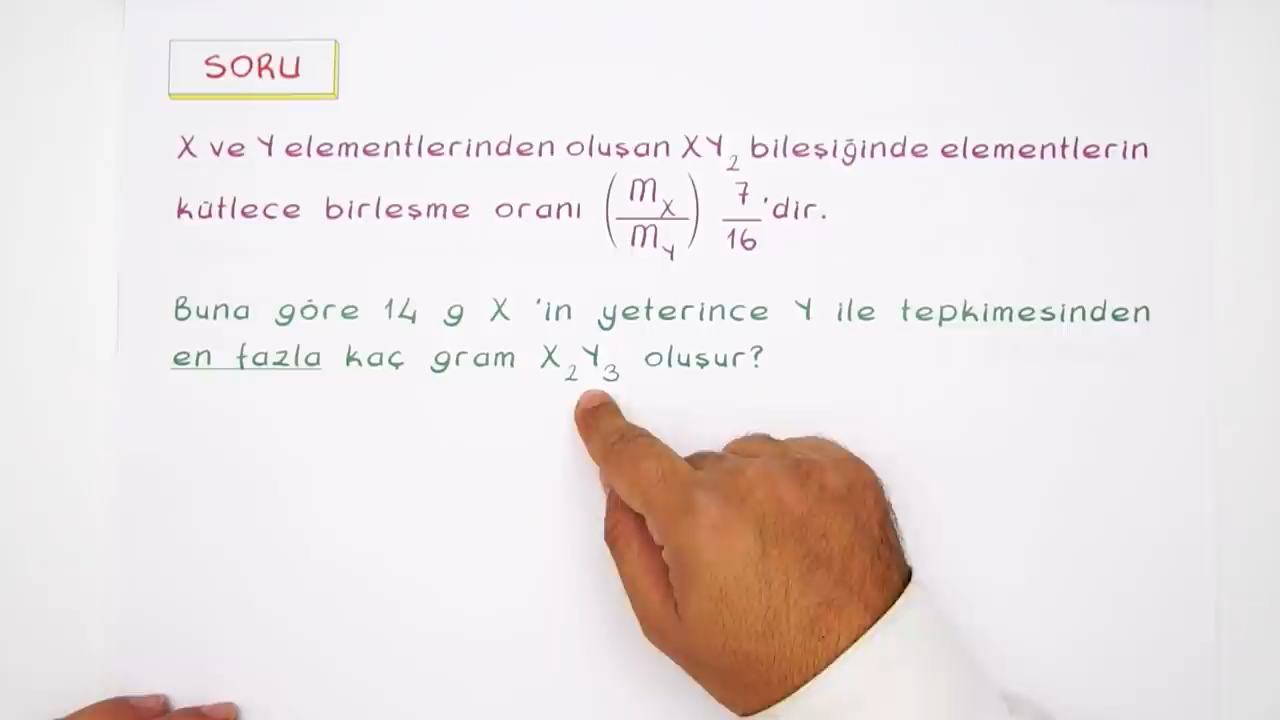 SORU
X ve Y elementlerinden oluşan XY₂ bileşiğinde elementlerin
kütlece birleşme oranı (mX/mY) 7/16 'dir.
Buna göre 14 g X 'in yeterince Y ile tepkimesinden
en fazla kaç gram X₂Y₃ oluşur?